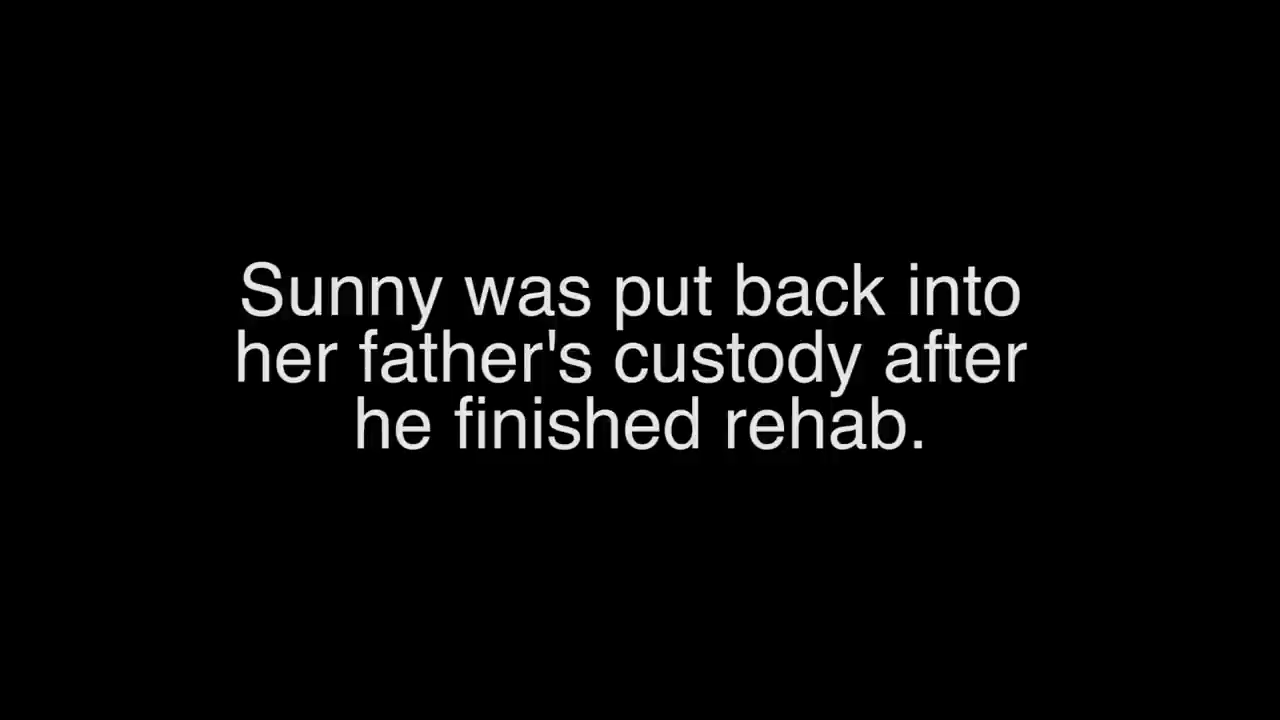 Sunny was put back into
her father's custody after
he finished rehab.